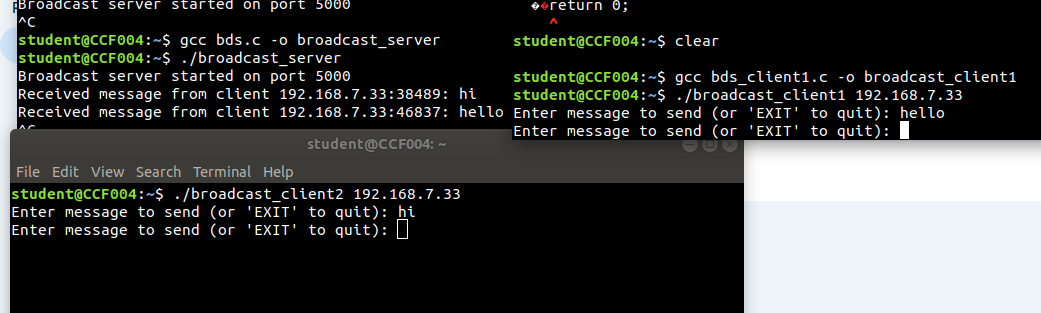 Broadcast server started on port 5000
^C
student@CCF004:~$ gcc bds.c -o broadcast_server
student@CCF004:~$ ./broadcast_server
Broadcast server started on port 5000
Received message from client 192.168.7.33:38489: hi
Received message from client 192.168.7.33:46837: hello
^C
��return 0;
^
student@CCF004:~$ clear
student@CCF004:~$ gcc bds_client1.c -o broadcast_client1
student@CCF004:~$ ./broadcast_client1 192.168.7.33
Enter message to send (or 'EXIT' to quit): hello
Enter message to send (or 'EXIT' to quit):
student@CCF004: ~
File Edit View Search Terminal Help
student@CCF004:~$ ./broadcast_client2 192.168.7.33
Enter message to send (or 'EXIT' to quit): hi
Enter message to send (or 'EXIT' to quit):